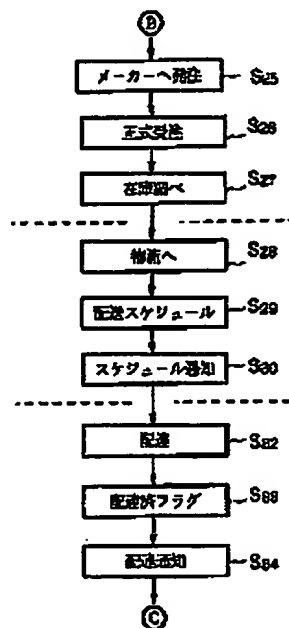 B
メーカーへ発注 S25
正式受注 S26
在庫調べ S27
物流へ S28
配送スケジュール S29
スケジュール通知 S30
配達 S32
配達済フラグ S33
配送通知 S34
C